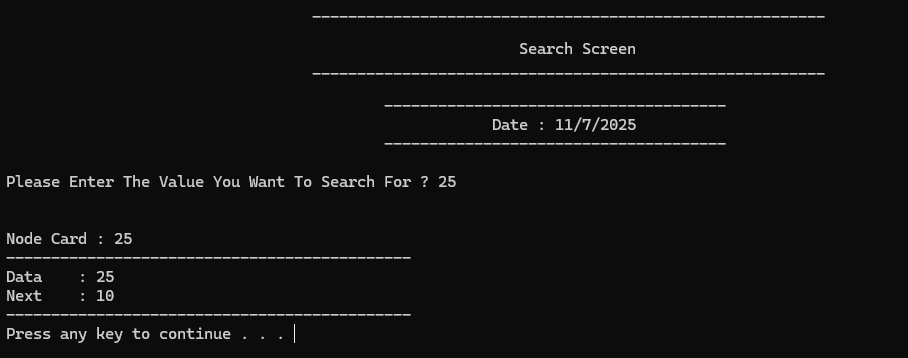 ---------------------------------------------------------
Search Screen
---------------------------------------------------------
--------------------------------------
Date : 11/7/2025
--------------------------------------
Please Enter The Value You Want To Search For ? 25
Node Card : 25
---------------------------------------------
Data    : 25
Next    : 10
---------------------------------------------
Press any key to continue . . .